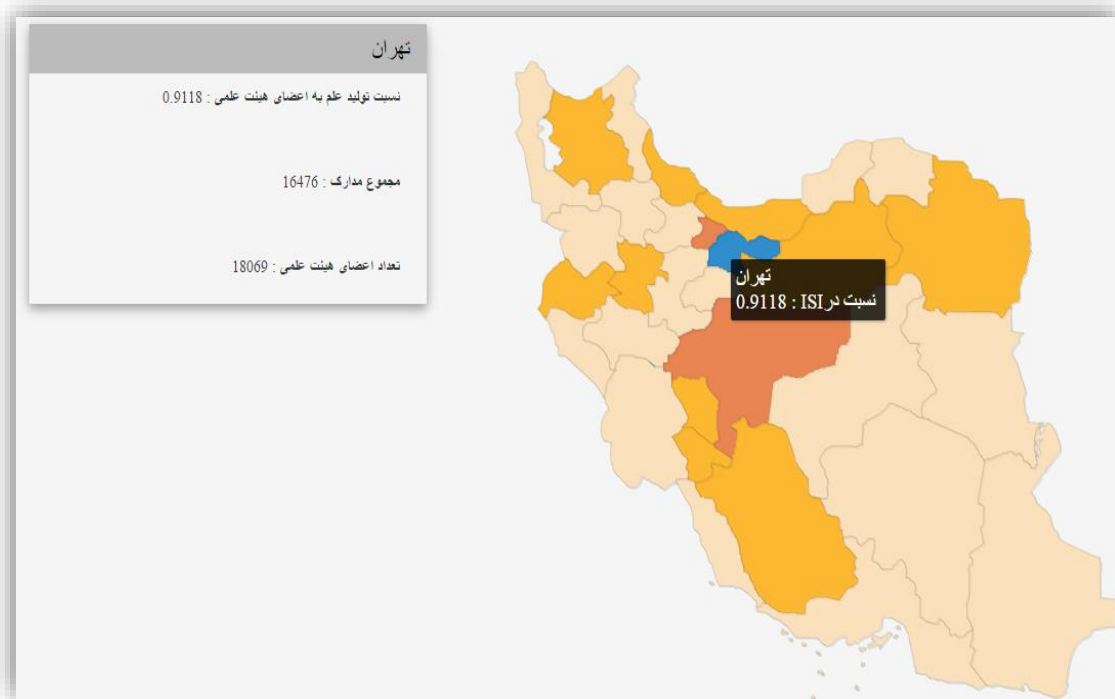 تهران
نسبت تولید علم به اعضای هیئت علمی : 0.9118
مجموع مدارک : 16476
تعداد اعضای هیئت علمی : 18069
تهران
نسبت در ISI : 0.9118